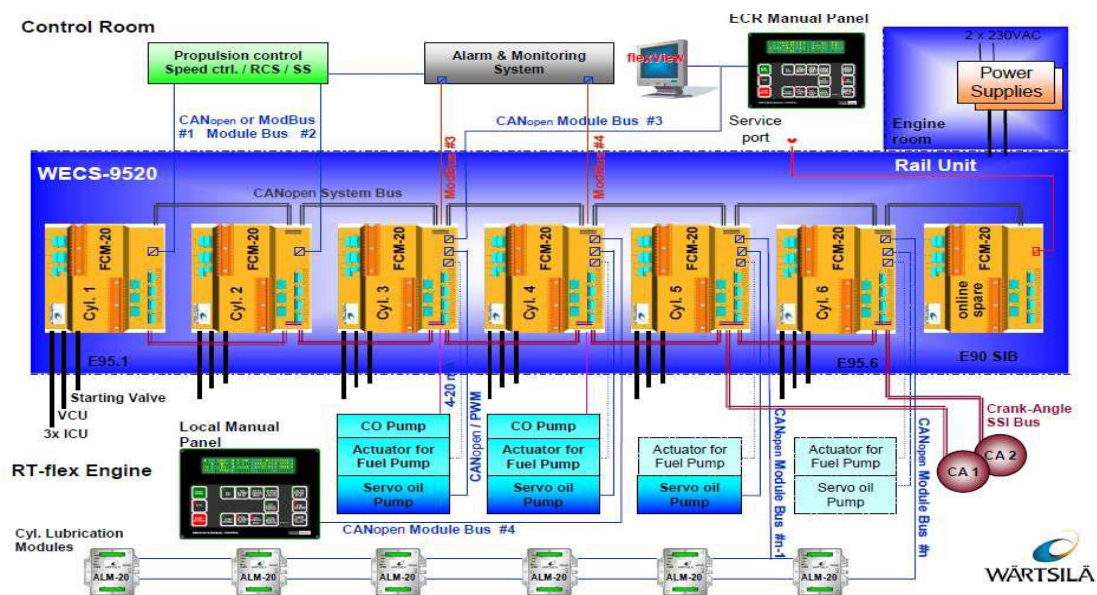 Control Room
ECR Manual Panel
2 x 230VAC
Propulsion control
Speed ctrl. / RCS / SS
Alarm & Monitoring
System
flexView
Power
Supplies
CANopen or ModBus
#1 Module Bus #2
CANopen Module Bus #3
Service
port
Engine
room
ModBus #3
ModBus #4
WECS-9520
Rail Unit
CANopen System Bus
FCM-20
Cyl. 1
FCM-20
Cyl. 2
FCM-20
Cyl. 3
FCM-20
Cyl. 4
FCM-20
Cyl. 5
FCM-20
Cyl. 6
FCM-20
online
spare
E95.1
E95.6
E90 SIB
Starting Valve
VCU
3x ICU
4-20 mA
CANopen / PWM
Local Manual
Panel
CO Pump
Actuator for
Fuel Pump
Servo oil
Pump
CO Pump
Actuator for
Fuel Pump
Servo oil
Pump
Actuator for
Fuel Pump
Servo oil
Pump
Actuator for
Fuel Pump
Servo oil
Pump
CANopen Module Bus #n-1
CANopen Module Bus #n
Crank-Angle
SSI Bus
CA 1
CA 2
RT-flex Engine
CANopen Module Bus #4
Cyl. Lubrication
Modules
ALM-20
ALM-20
ALM-20
ALM-20
ALM-20
ALM-20
WÄRTSILÄ